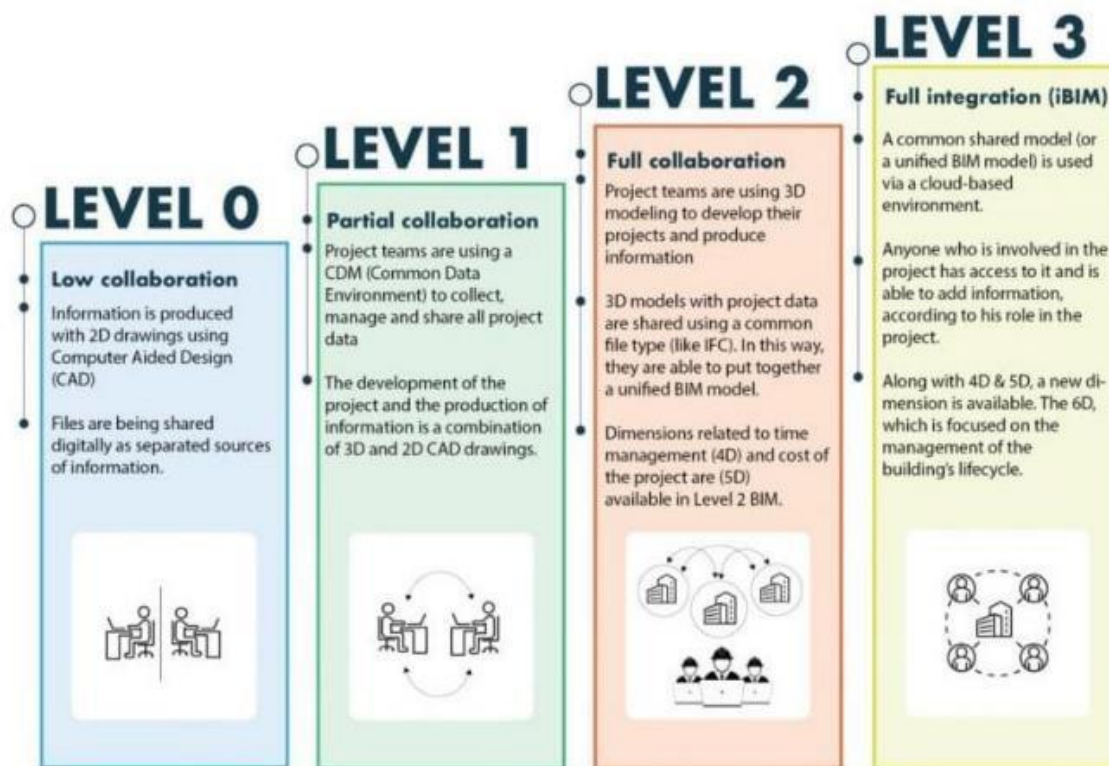 LEVEL 0
Low collaboration
Information is produced
with 2D drawings using
Computer Aided Design
(CAD)
Files are being shared
digitally as separated sources
of information.
LEVEL 1
Partial collaboration
Project teams are using a
CDM (Common Data
Environment) to collect,
manage and share all project
data
The development of the
project and the production of
information is a combination
of 3D and 2D CAD drawings.
LEVEL 2
Full collaboration
Project teams are using 3D
modeling to develop their
projects and produce
information
3D models with project data
are shared using a common
file type (like IFC). In this way,
they are able to put together
a unified BIM model.
Dimensions related to time
management (4D) and cost of
the project are (5D)
available in Level 2 BIM.
LEVEL 3
Full integration (iBIM)
A common shared model (or
a unified BIM model) is used
via a cloud-based
environment.
Anyone who is involved in the
project has access to it and is
able to add information,
according to his role in the
project.
Along with 4D & 5D, a new di-
mension is available. The 6D,
which is focused on the
management of the
building's lifecycle.